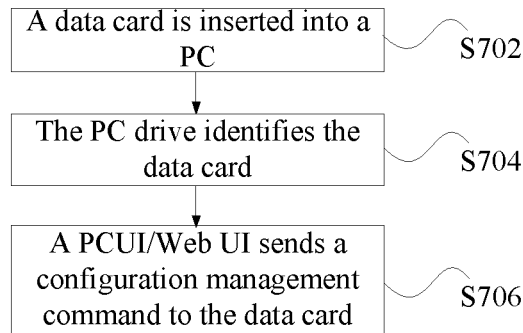 A data card is inserted into a
PC
S702
The PC drive identifies the
data card
S704
A PCUI/Web UI sends a
configuration management
command to the data card
S706